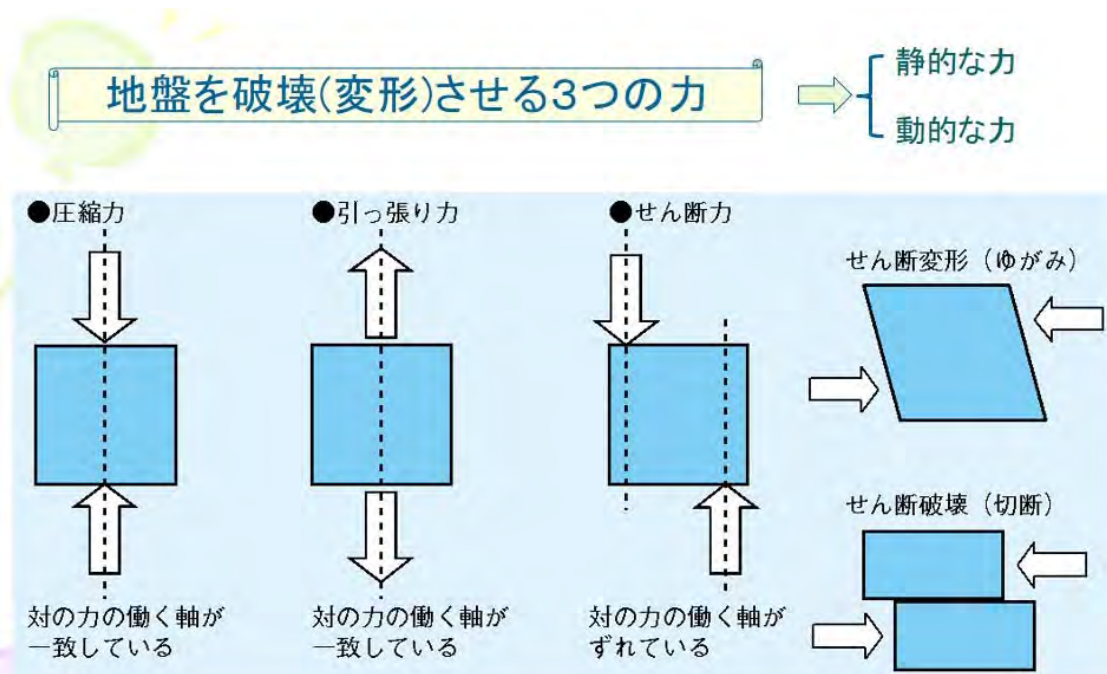 地盤を破壊(変形)させる3つの力
静的な力
動的な力
●圧縮力
対の力の働く軸が
一致している
●引っ張り力
対の力の働く軸が
一致している
●せん断力
対の力の働く軸が
ずれている
せん断変形（ゆがみ）
せん断破壊（切断）